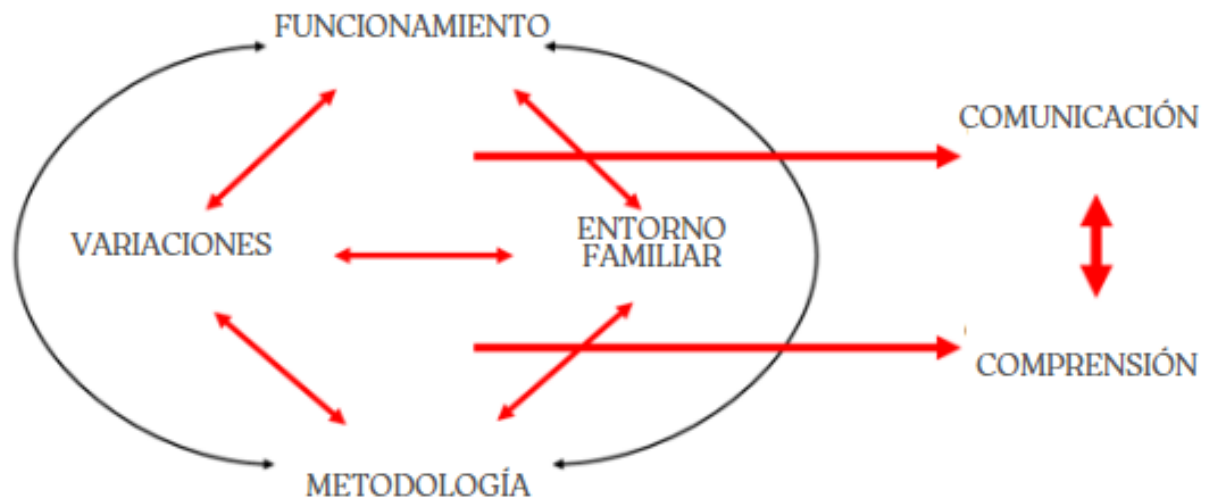 FUNCIONAMIENTO
COMUNICACIÓN
VARIACIONES
ENTORNO
FAMILIAR
COMPRENSIÓN
METODOLOGÍA